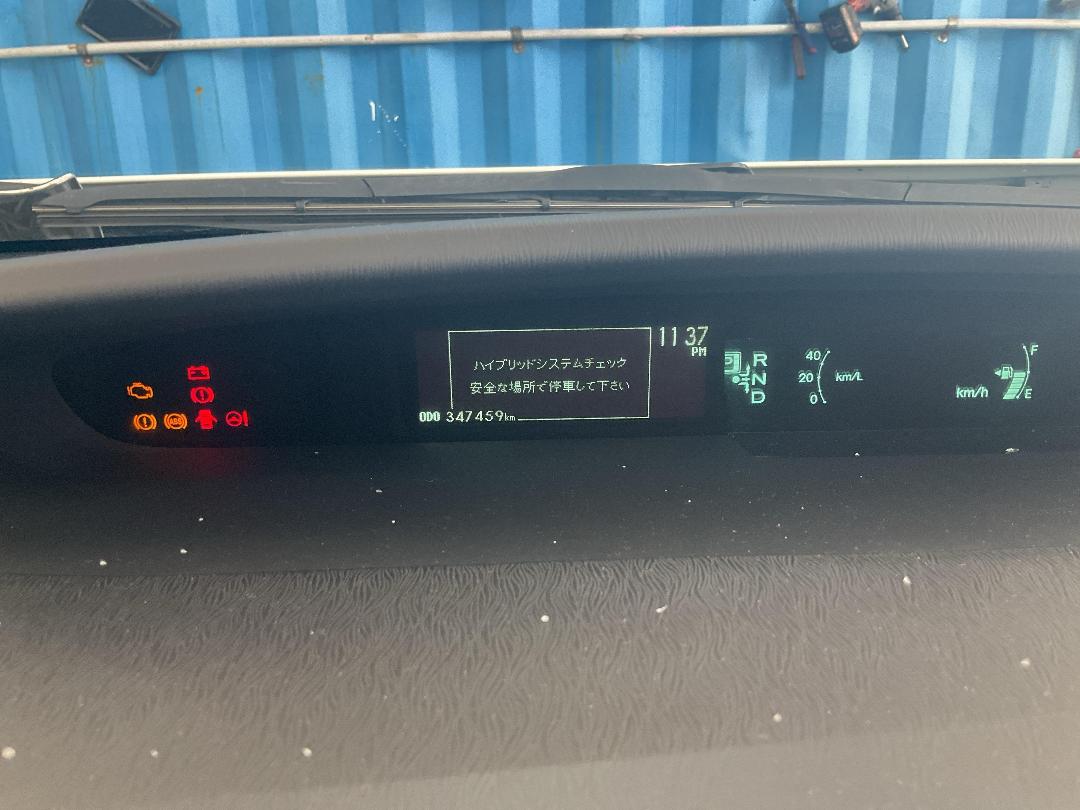 11 37
PM
ハイブリッドシステムチェック
安全な場所で停車して下さい
ODO 347459km
ABS
P
R
N
D
40
20
0
km/L
km/h
F
E